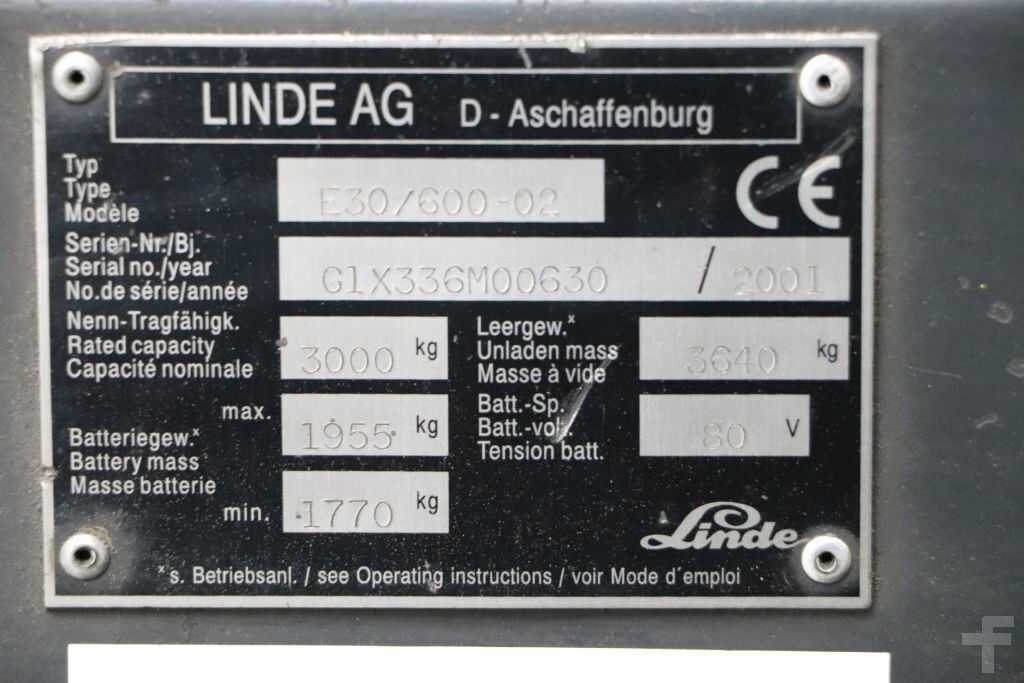 LINDE AG D - Aschaffenburg
Typ
Type
Modèle
E30/600-02
CE
Serien-Nr./Bj.
Serial no./year
No.de série/année
G1X336M00630 / 2001
Nenn-Tragfähigk.
Rated capacity
Capacité nominale
3000 kg
Leergew.x
Unladen mass
Masse à vide
3640 kg
max.
1955 kg
Batteriegew.x
Battery mass
Masse batterie
min.
1770 kg
Batt.-Sp.
Batt.-volt.
Tension batt.
80 V
Linde
x s. Betriebsanl. / see Operating instructions / voir Mode d´emploi